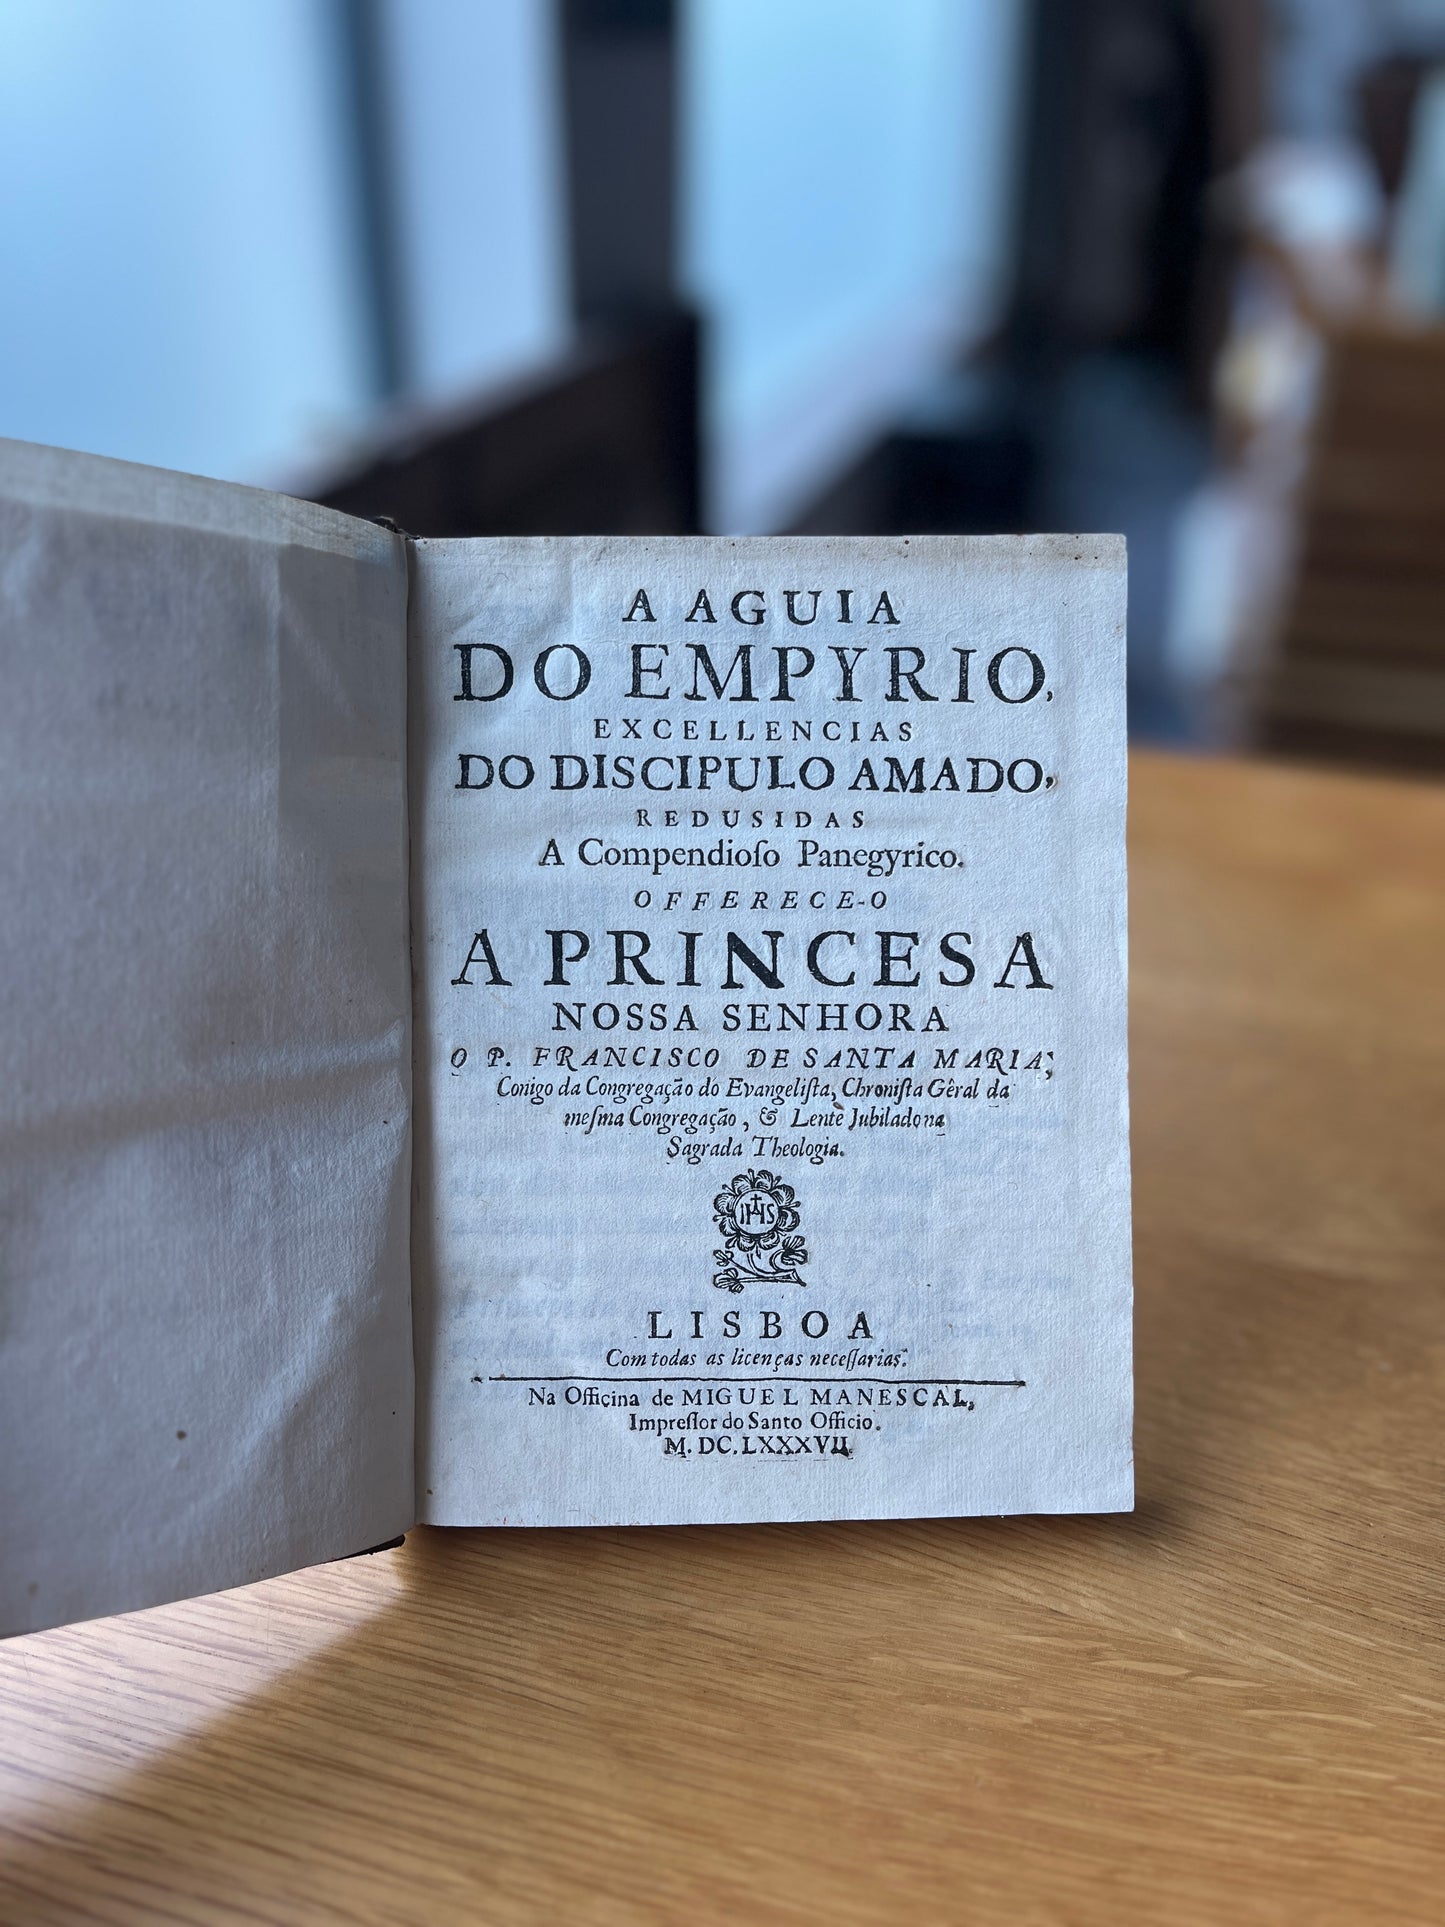 A AGUIA
DO EMPYRIO,
EXCELLENCIAS
DO DISCIPULO AMADO,
REDUSIDAS
A Compendioſo Panegyrico.
OFFERECE-O
A PRINCESA
NOSSA SENHORA
O P. FRANCISCO DE SANTA MARIA;
Conigo da Congregação do Evangeliſta, Chroniſta Gêral da
meſma Congregação, & Lente Jubilado na
Sagrada Theologia.
IHS
LISBOA
Com todas as licenças neceſſarias.
Na Officina de MIGUEL MANESCAL,
Impreſſor do Santo Officio.
M. DC. LXXXVII.